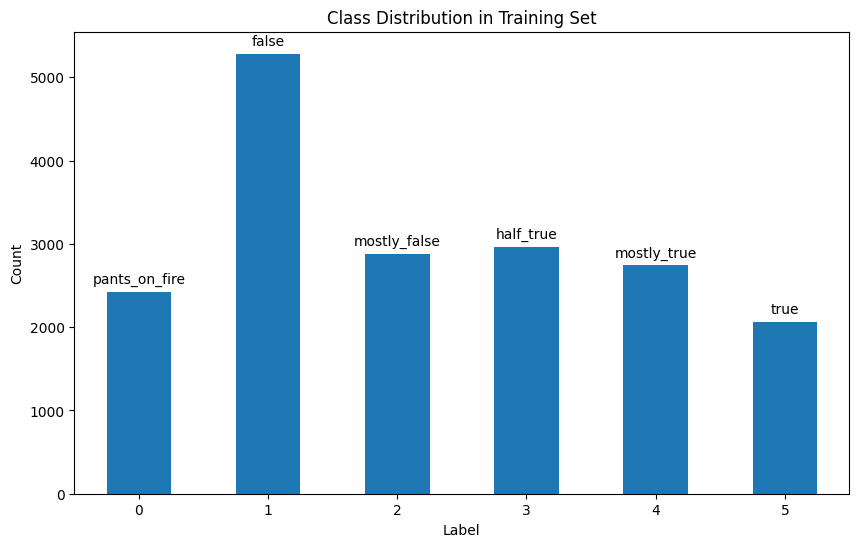 Class Distribution in Training Set
false
5000
4000
mostly_false
half_true
3000
mostly_true
pants_on_fire
true
Count
2000
1000
0
0 1 2 3 4 5
Label